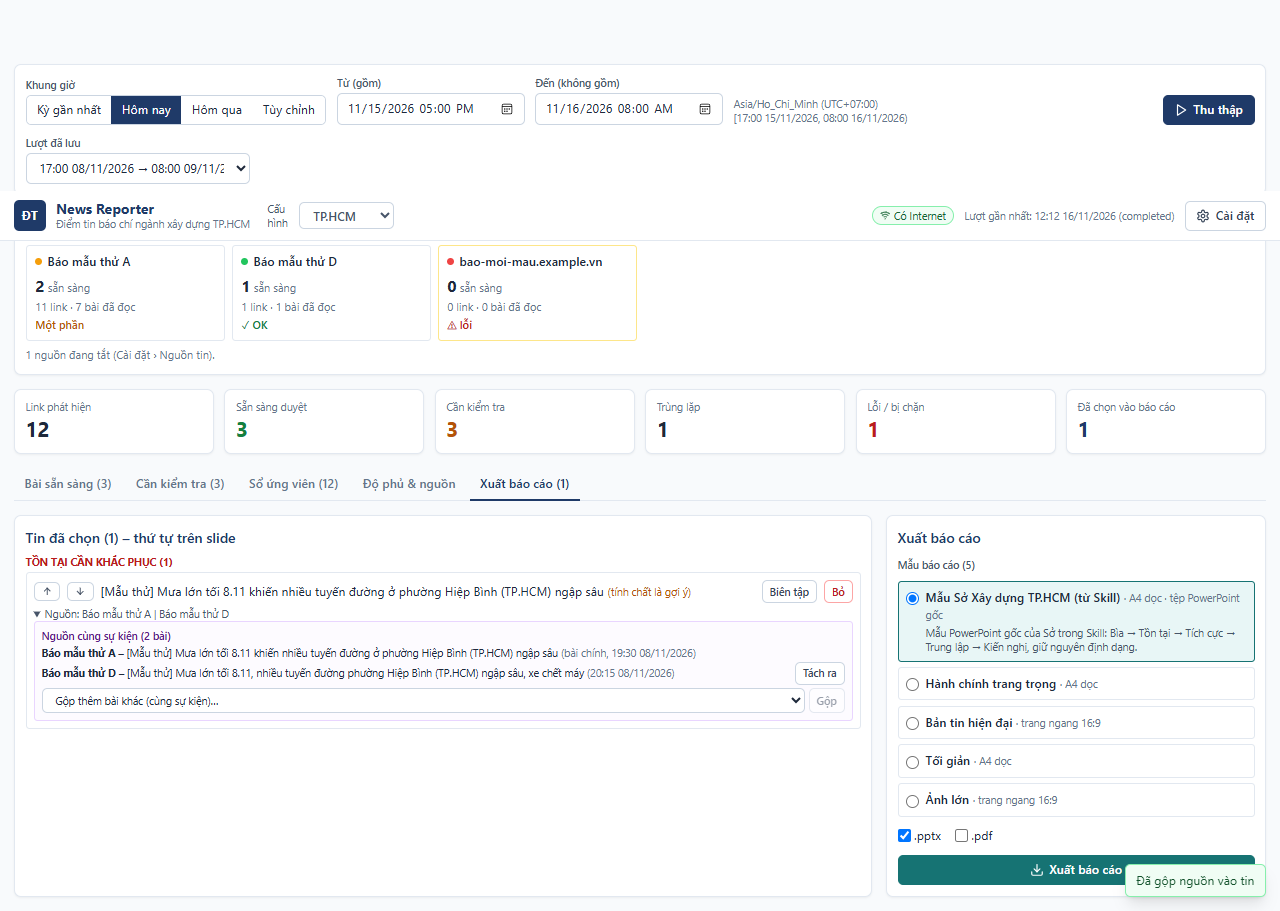 Khung giờ
Kỳ gần nhất Hôm nay Hôm qua Tùy chỉnh
Từ (gồm)
11/15/2026 05:00 PM
Đến (không gồm)
11/16/2026 08:00 AM
Asia/Ho_Chi_Minh (UTC+07:00)
[17:00 15/11/2026, 08:00 16/11/2026)
Thu thập
Lượt đã lưu
17:00 08/11/2026 → 08:00 09/11/2
ĐT
News Reporter
Điểm tin báo chí ngành xây dựng TP.HCM
Cấu hình
TP.HCM
Có Internet
Lượt gần nhất: 12:12 16/11/2026 (completed)
Cài đặt
Báo mẫu thử A
2 sẵn sàng
11 link · 7 bài đã đọc
Một phần
Báo mẫu thử D
1 sẵn sàng
1 link · 1 bài đã đọc
✓ OK
bao-moi-mau.example.vn
0 sẵn sàng
0 link · 0 bài đã đọc
⚠ lỗi
1 nguồn đang tắt (Cài đặt › Nguồn tin).
Link phát hiện
12
Sẵn sàng duyệt
3
Cần kiểm tra
3
Trùng lặp
1
Lỗi / bị chặn
1
Đã chọn vào báo cáo
1
Bài sẵn sàng (3) Cần kiểm tra (3) Sổ ứng viên (12) Độ phủ & nguồn Xuất báo cáo (1)
Tin đã chọn (1) – thứ tự trên slide
TỒN TẠI CẦN KHÁC PHỤC (1)
↑ ↓ [Mẫu thử] Mưa lớn tối 8.11 khiến nhiều tuyến đường ở phường Hiệp Bình (TP.HCM) ngập sâu (tính chất là gợi ý) Biên tập Bỏ
▼ Nguồn: Báo mẫu thử A | Báo mẫu thử D
Nguồn cùng sự kiện (2 bài)
Báo mẫu thử A – [Mẫu thử] Mưa lớn tối 8.11 khiến nhiều tuyến đường ở phường Hiệp Bình (TP.HCM) ngập sâu (bài chính, 19:30 08/11/2026)
Báo mẫu thử D – [Mẫu thử] Mưa lớn tối 8.11, nhiều tuyến đường phường Hiệp Bình (TP.HCM) ngập sâu, xe chết máy (20:15 08/11/2026) Tách ra
Gộp thêm bài khác (cùng sự kiện)... Gộp
Xuất báo cáo
Mẫu báo cáo (5)
Mẫu Sở Xây dựng TP.HCM (từ Skill) · A4 dọc · tệp PowerPoint
gốc
Mẫu PowerPoint gốc của Sở trong Skill: Bìa → Tồn tại → Tích cực →
Trung lập → Kiến nghị, giữ nguyên định dạng.
Hành chính trang trọng · A4 dọc
Bản tin hiện đại · trang ngang 16:9
Tối giản · A4 dọc
Ảnh lớn · trang ngang 16:9
.pptx .pdf
Xuất báo cáo
Đã gộp nguồn vào tin